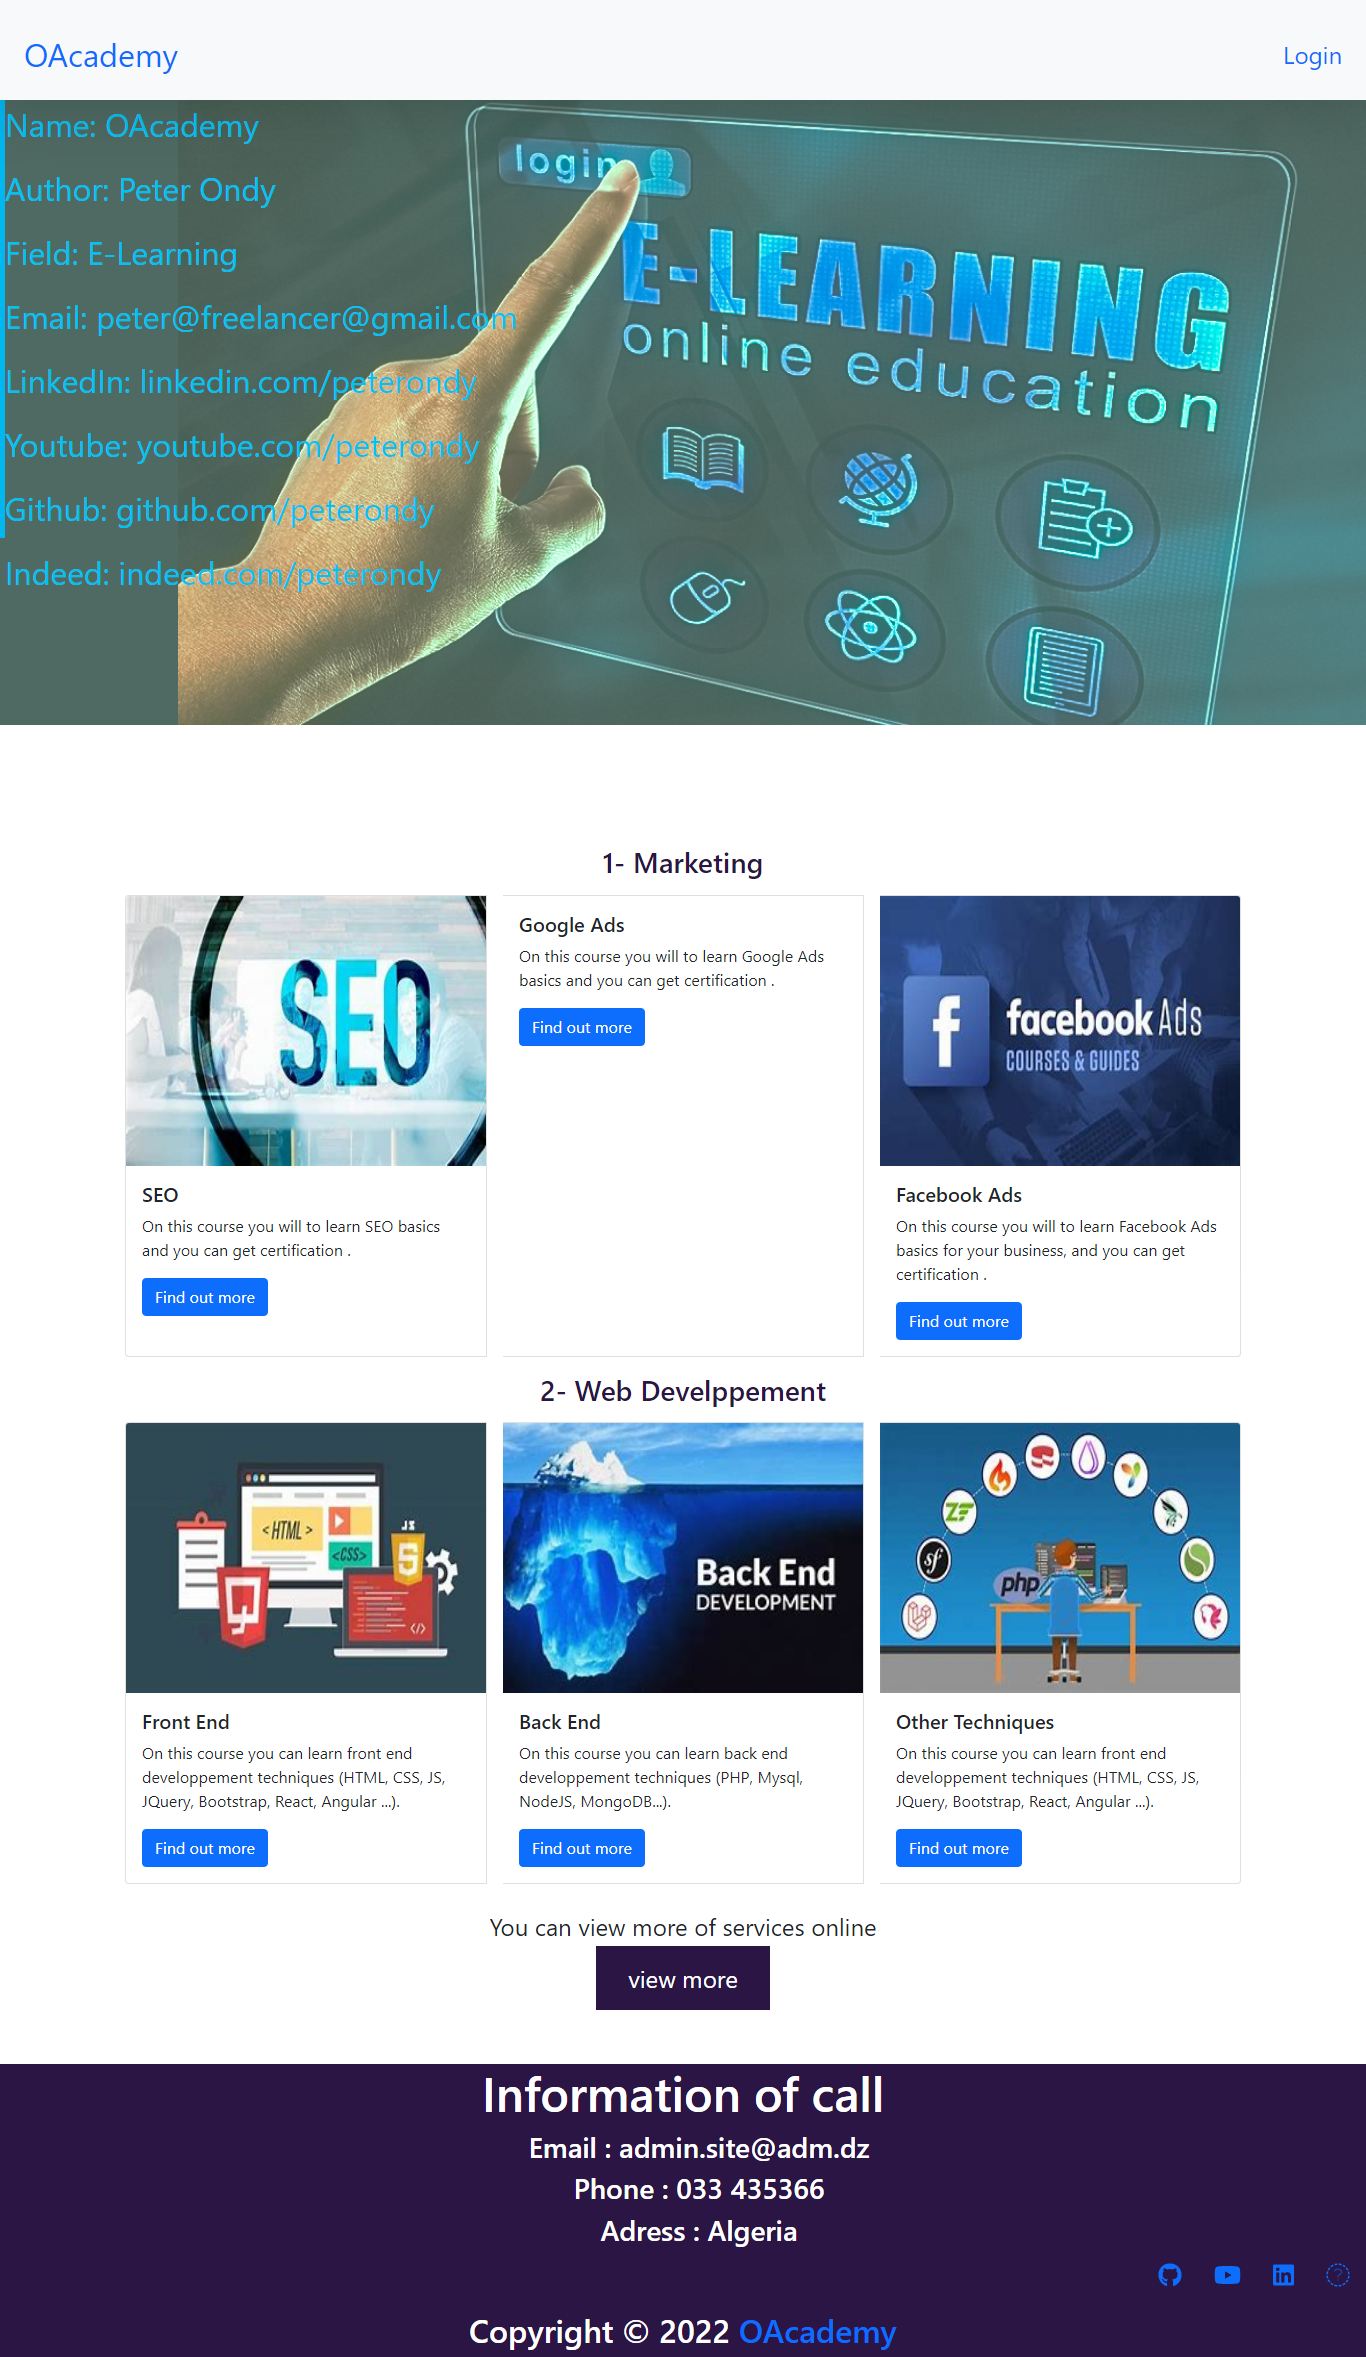 OAcademy
Login
Name: OAcademy
Author: Peter Ondy
Field: E-Learning
Email: peter@freelancer@gmail.com
LinkedIn: linkedin.com/peterondy
Youtube: youtube.com/peterondy
Github: github.com/peterondy
Indeed: indeed.com/peterondy
login
E-LEARNING
online education
1- Marketing
SEO
SEO
On this course you will to learn SEO basics
and you can get certification .
Find out more
Google Ads
On this course you will to learn Google Ads
basics and you can get certification .
Find out more
f facebook Ads
COURSES & GUIDES
Facebook Ads
On this course you will to learn Facebook Ads
basics for your business, and you can get
certification .
Find out more
2- Web Develppement
<HTML>
<CSS>
JS
</>
Front End
On this course you can learn front end
developpement techniques (HTML, CSS, JS,
JQuery, Bootstrap, React, Angular ...).
Find out more
Back End
DEVELOPMENT
Back End
On this course you can learn back end
developpement techniques (PHP, Mysql,
NodeJS, MongoDB...).
Find out more
ZF
sf
php
Other Techniques
On this course you can learn front end
developpement techniques (HTML, CSS, JS,
JQuery, Bootstrap, React, Angular ...).
Find out more
You can view more of services online
view more
Information of call
Email : admin.site@adm.dz
Phone : 033 435366
Adress : Algeria
in
?
Copyright © 2022 OAcademy